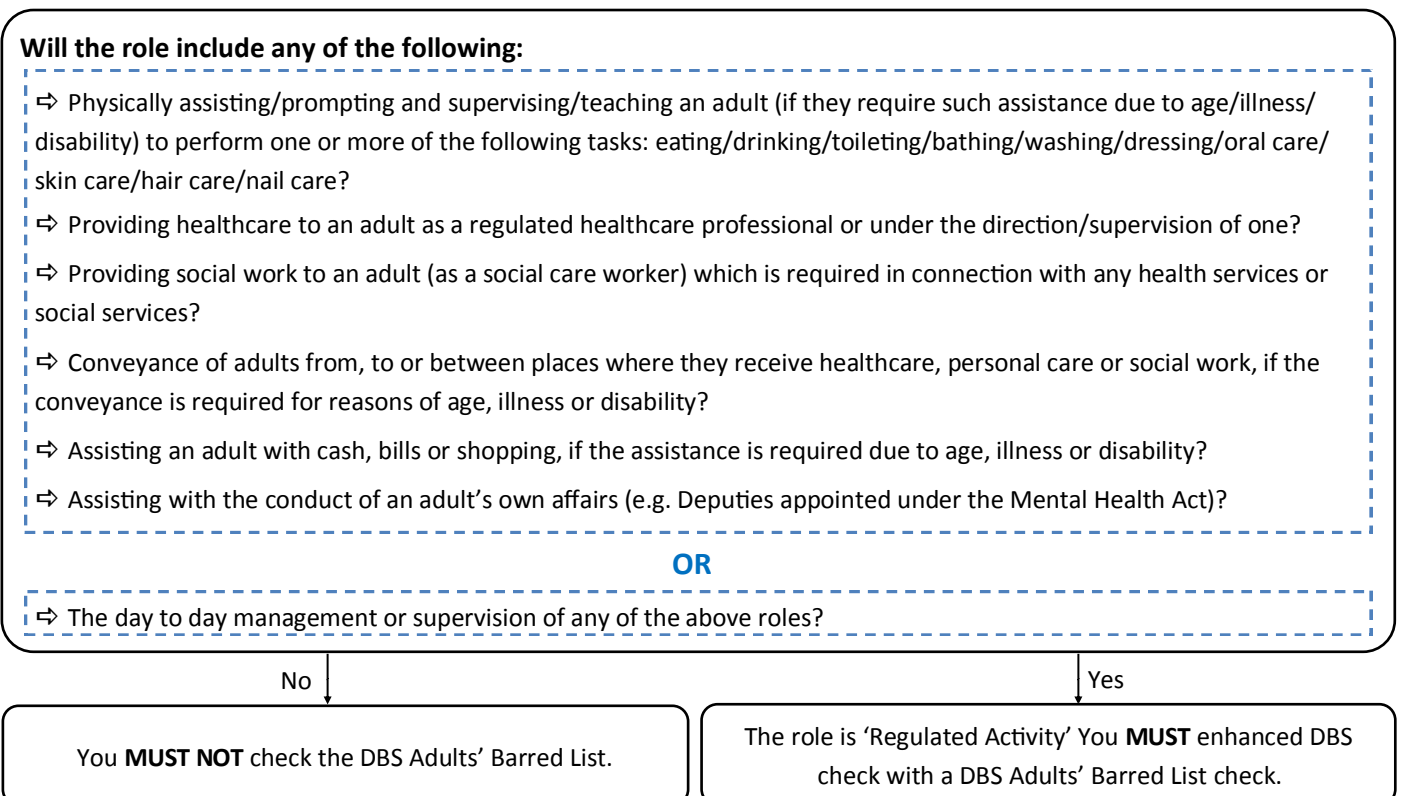 Will the role include any of the following:
⇨ Physically assisting/prompting and supervising/teaching an adult (if they require such assistance due to age/illness/
disability) to perform one or more of the following tasks: eating/drinking/toileting/bathing/washing/dressing/oral care/
skin care/hair care/nail care?
⇨ Providing healthcare to an adult as a regulated healthcare professional or under the direction/supervision of one?
⇨ Providing social work to an adult (as a social care worker) which is required in connection with any health services or
social services?
⇨ Conveyance of adults from, to or between places where they receive healthcare, personal care or social work, if the
conveyance is required for reasons of age, illness or disability?
⇨ Assisting an adult with cash, bills or shopping, if the assistance is required due to age, illness or disability?
⇨ Assisting with the conduct of an adult’s own affairs (e.g. Deputies appointed under the Mental Health Act)?
OR
⇨ The day to day management or supervision of any of the above roles?
No
Yes
You MUST NOT check the DBS Adults’ Barred List.
The role is ‘Regulated Activity’ You MUST enhanced DBS
check with a DBS Adults’ Barred List check.